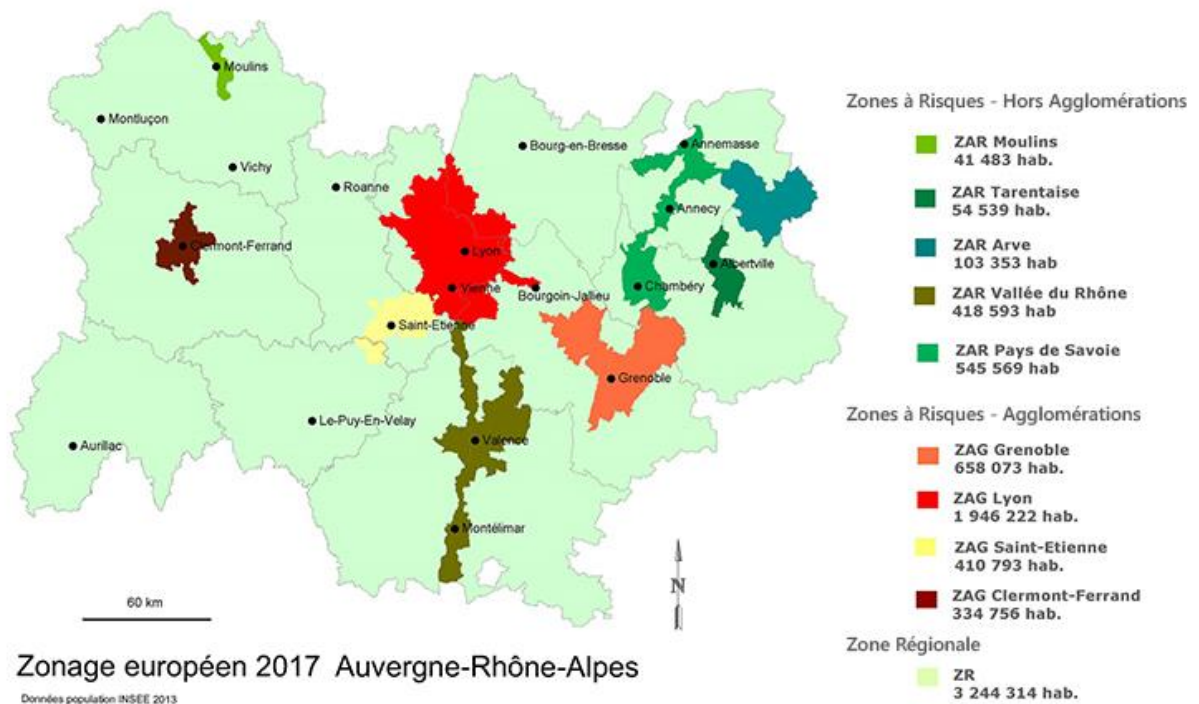 Moulins
Montluçon
Vichy
Roanne
Bourg-en-Bresse
Annemasse
Annecy
Clermont-Ferrand
Lyon
Albertville
Vienne
Bourgoin-Jallieu
Chambéry
Saint-Etienne
Grenoble
Le-Puy-En-Velay
Valence
Aurillac
Montélimar
60 km
N
Zonage européen 2017 Auvergne-Rhône-Alpes
Données population INSEE 2013
Zones à Risques - Hors Agglomérations
ZAR Moulins
41 483 hab.
ZAR Tarentaise
54 539 hab.
ZAR Arve
103 353 hab
ZAR Vallée du Rhône
418 593 hab
ZAR Pays de Savoie
545 569 hab
Zones à Risques - Agglomérations
ZAG Grenoble
658 073 hab.
ZAG Lyon
1 946 222 hab.
ZAG Saint-Etienne
410 793 hab.
ZAG Clermont-Ferrand
334 756 hab.
Zone Régionale
ZR
3 244 314 hab.